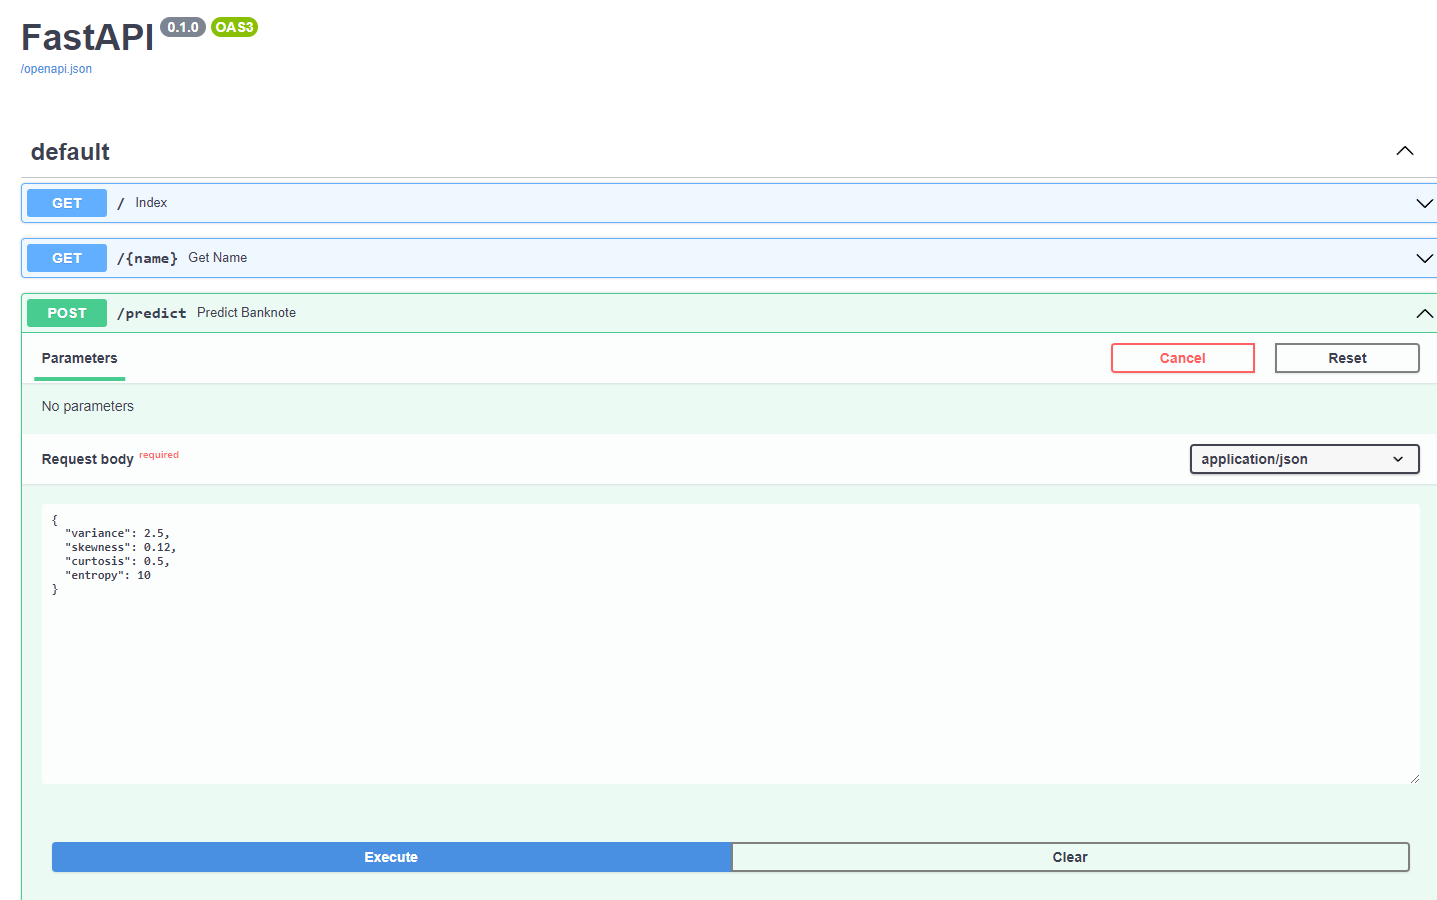 FastAPI 0.1.0 OAS3
/openapi.json
default
GET / Index
GET /{name} Get Name
POST /predict Predict Banknote
Parameters Cancel Reset
No parameters
Request body required application/json
{
  "variance": 2.5,
  "skewness": 0.12,
  "curtosis": 0.5,
  "entropy": 10
}
Execute Clear